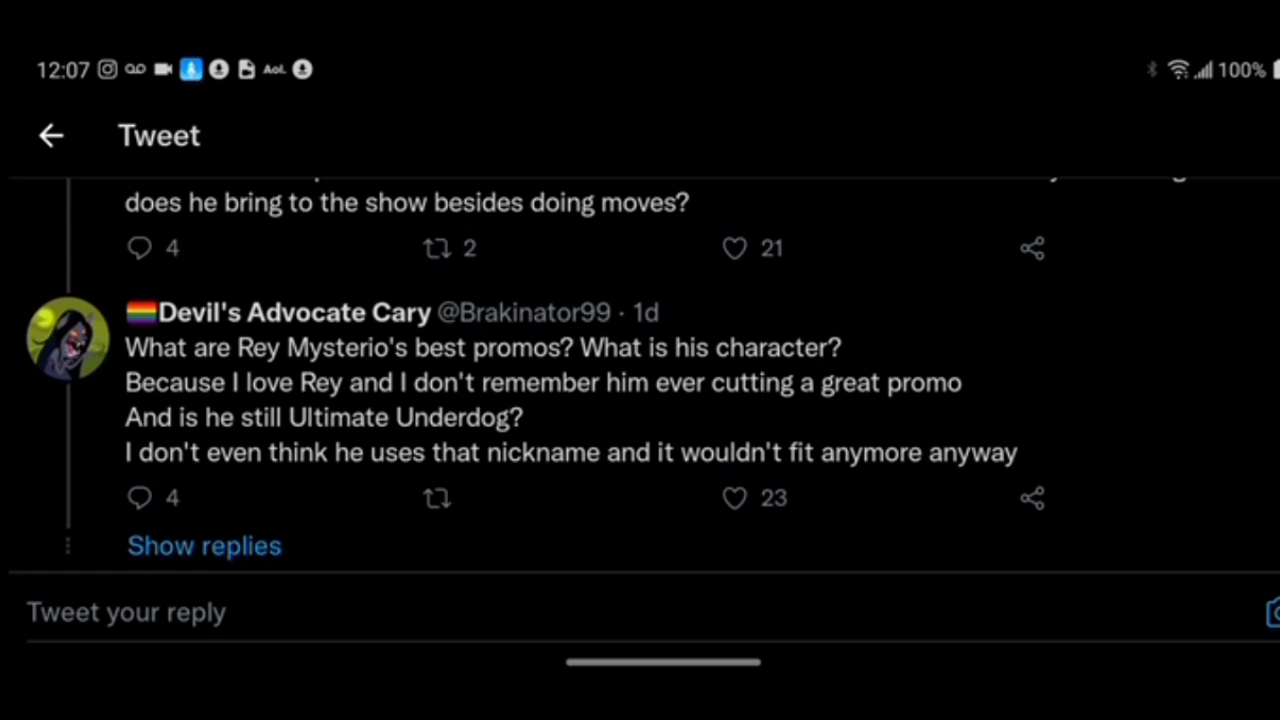 12:07 Aol. 100%
Tweet
does he bring to the show besides doing moves?
4 2 21
Devil's Advocate Cary @Brakinator99 · 1d
What are Rey Mysterio's best promos? What is his character?
Because I love Rey and I don't remember him ever cutting a great promo
And is he still Ultimate Underdog?
I don't even think he uses that nickname and it wouldn't fit anymore anyway
4 23
Show replies
Tweet your reply